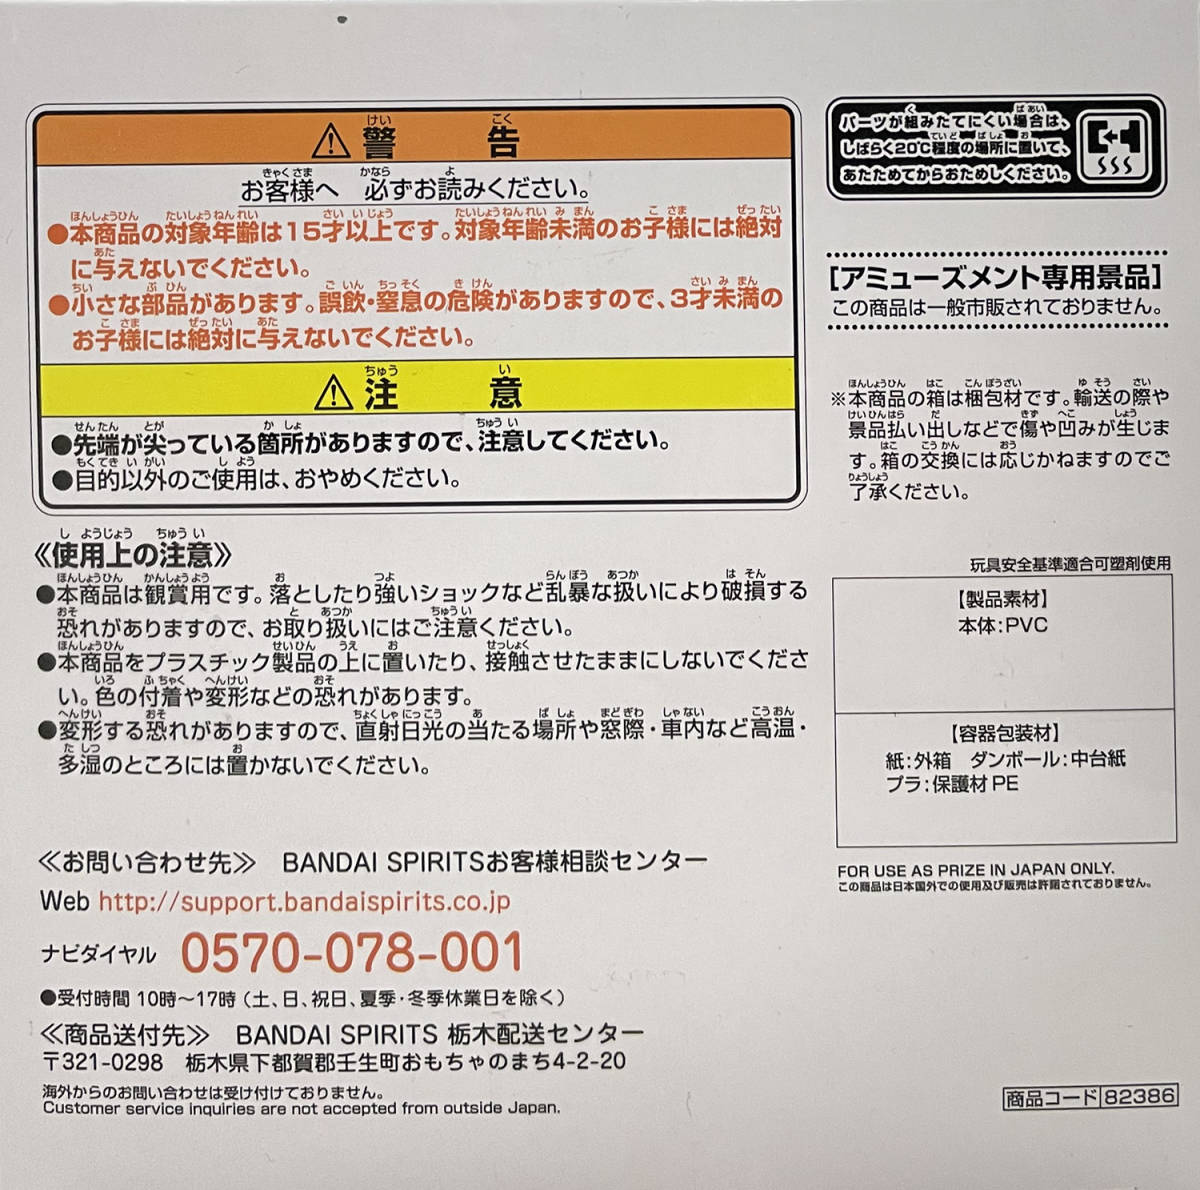 ⚠警告
お客様へ 必ずお読みください。
●本商品の対象年齢は15才以上です。対象年齢未満のお子様には絶対
に与えないでください。
●小さな部品があります。誤飲・窒息の危険がありますので、3才未満の
お子様には絶対に与えないでください。
⚠注意
●先端が尖っている箇所がありますので、注意してください。
●目的以外のご使用は、おやめください。
《使用上の注意》
●本商品は観賞用です。落としたり強いショックなど乱暴な扱いにより破損する
恐れがありますので、お取り扱いにはご注意ください。
●本商品をプラスチック製品の上に置いたり、接触させたままにしないでくださ
い。色の付着や変形などの恐れがあります。
●変形する恐れがありますので、直射日光の当たる場所や窓際・車内など高温・
多湿のところには置かないでください。
≪お問い合わせ先≫ BANDAI SPIRITSお客様相談センター
Web http://support.bandaispirits.co.jp
ナビダイヤル 0570-078-001
●受付時間 10時〜17時（土、日、祝日、夏季・冬季休業日を除く）
≪商品送付先≫ BANDAI SPIRITS 栃木配送センター
〒321-0298 栃木県下都賀郡壬生町おもちゃのまち4-2-20
海外からのお問い合わせは受け付けておりません。
Customer service inquiries are not accepted from outside Japan.
パーツが組みたてにくい場合は、
しばらく20℃程度の場所に置いて、
あたためてからおためしください。
[アミューズメント専用景品]
この商品は一般市販されておりません。
※本商品の箱は梱包材です。輸送の際や
景品払い出しなどで傷や凹みが生じま
す。箱の交換には応じかねますのでご
了承ください。
玩具安全基準適合可塑剤使用
【製品素材】
本体:PVC
【容器包装材】
紙:外箱 ダンボール:中台紙
プラ:保護材PE
FOR USE AS PRIZE IN JAPAN ONLY.
この商品は日本国外での使用及び販売は許諾されておりません。
商品コード 82386